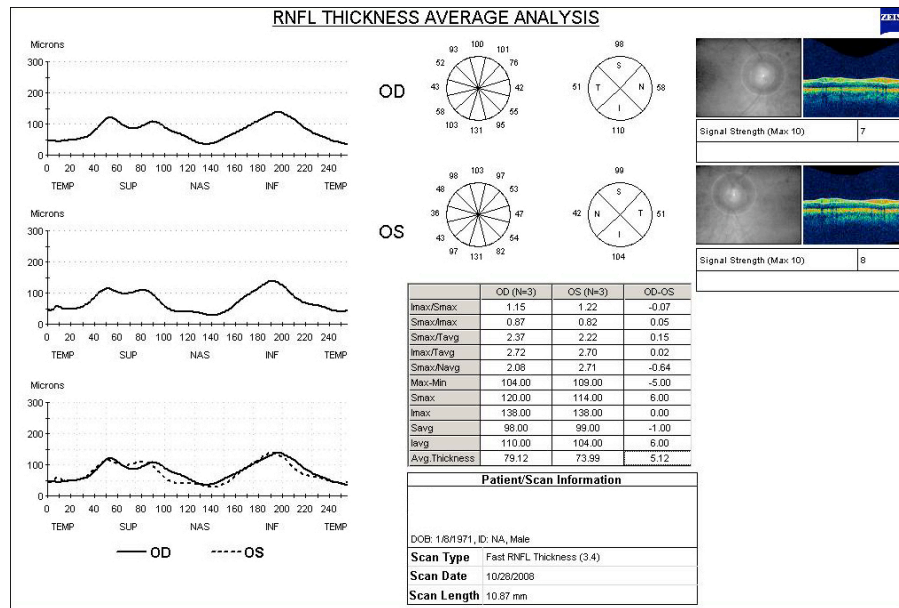 RNFL THICKNESS AVERAGE ANALYSIS
ZEISS
Microns
300
200
100
0
0 20 40 60 80 100 120 140 160 180 200 220 240
TEMP SUP NAS INF TEMP
Microns
300
200
100
0
0 20 40 60 80 100 120 140 160 180 200 220 240
TEMP SUP NAS INF TEMP
Microns
300
200
100
0
0 20 40 60 80 100 120 140 160 180 200 220 240
TEMP SUP NAS INF TEMP
OD OS
OD
100
93 101
52 76
43 42
58 55
103 95
131
98
S
51 T N 58
I
110
OS
103
98 97
48 53
36 47
43 54
97 82
131
99
S
42 N T 51
I
104
Signal Strength (Max 10) 7
Signal Strength (Max 10) 8
OD (N=3) OS (N=3) OD-OS
Imax/Smax 1.15 1.22 -0.07
Smax/Imax 0.87 0.82 0.05
Smax/Tavg 2.37 2.22 0.15
Imax/Tavg 2.72 2.70 0.02
Smax/Navg 2.08 2.71 -0.64
Max-Min 104.00 109.00 -5.00
Smax 120.00 114.00 6.00
Imax 138.00 138.00 0.00
Savg 98.00 99.00 -1.00
Iavg 110.00 104.00 6.00
Avg.Thickness 79.12 73.99 5.12
Patient/Scan Information
DOB: 1/8/1971, ID: NA, Male
Scan Type Fast RNFL Thickness (3.4)
Scan Date 10/28/2008
Scan Length 10.87 mm